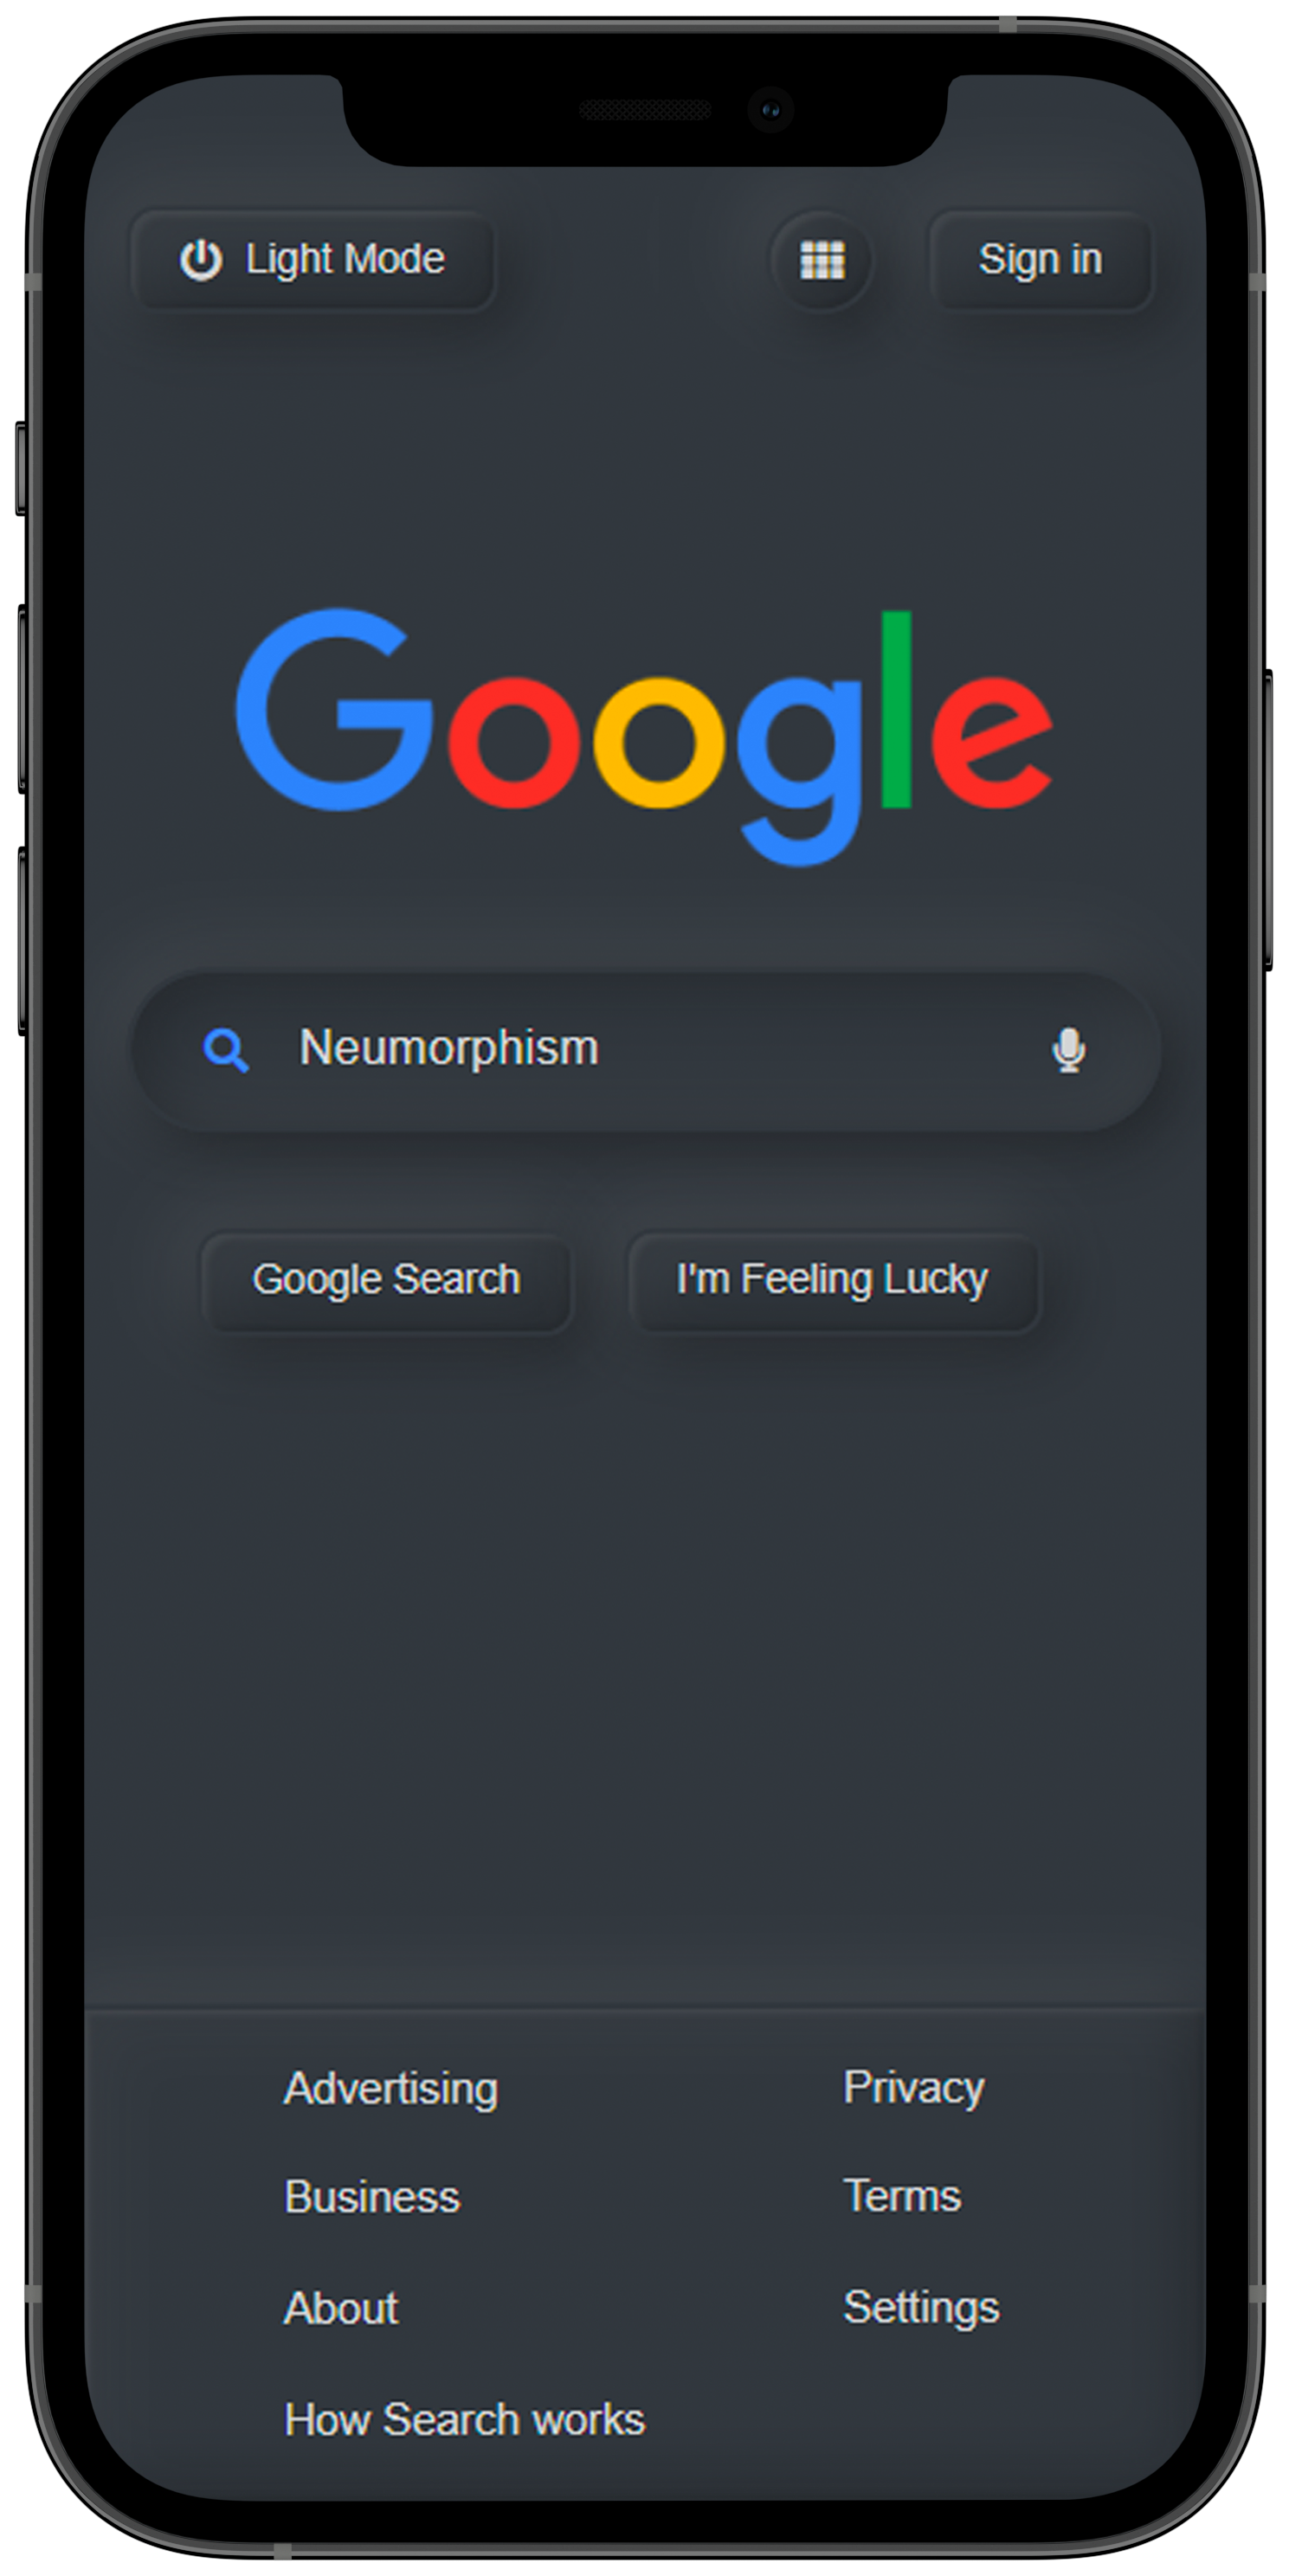 Light Mode
Sign in
Google
Neumorphism
Google Search
I'm Feeling Lucky
Advertising
Privacy
Business
Terms
About
Settings
How Search works